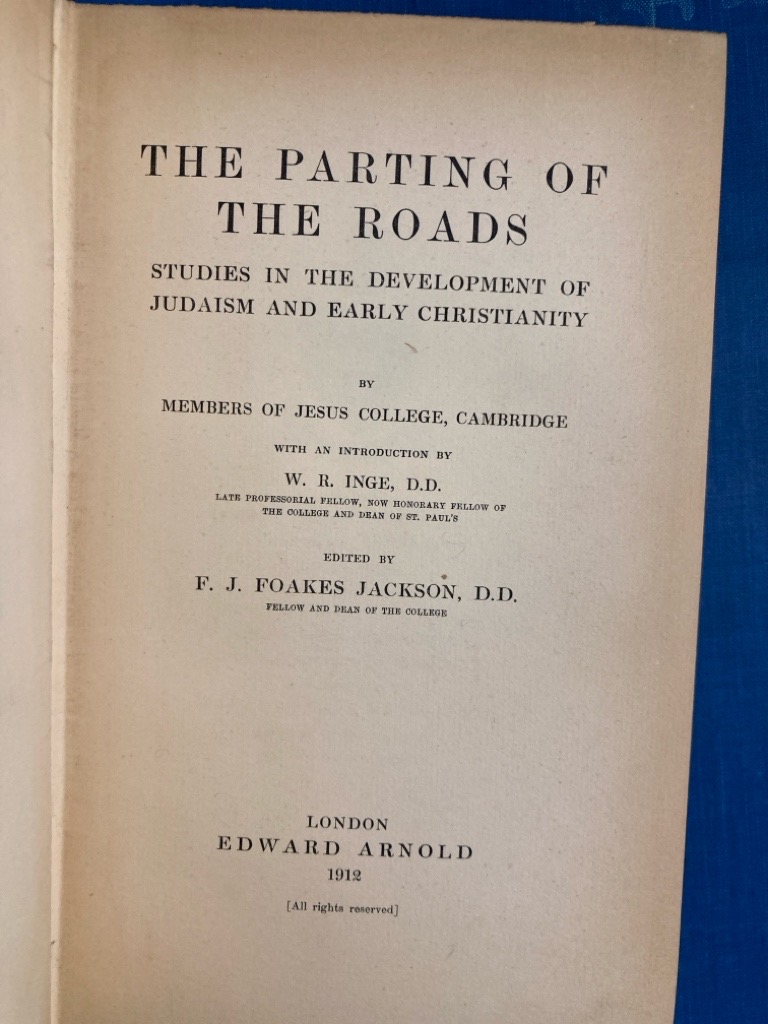 THE PARTING OF
THE ROADS
STUDIES IN THE DEVELOPMENT OF
JUDAISM AND EARLY CHRISTIANITY
BY
MEMBERS OF JESUS COLLEGE, CAMBRIDGE
WITH AN INTRODUCTION BY
W. R. INGE, D.D.
LATE PROFESSORIAL FELLOW, NOW HONORARY FELLOW OF
THE COLLEGE AND DEAN OF ST. PAUL'S
EDITED BY
F. J. FOAKES JACKSON, D.D.
FELLOW AND DEAN OF THE COLLEGE
LONDON
EDWARD ARNOLD
1912
[All rights reserved]